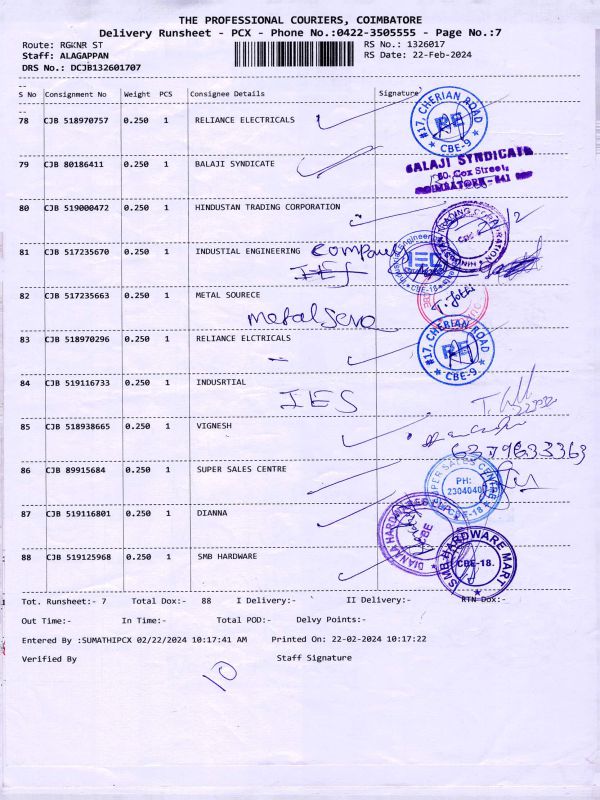 THE PROFESSIONAL COURIERS, COIMBATORE
Delivery Runsheet - PCX - Phone No.:0422-3505555 - Page No.:7
Route: RGKNR ST RS No.: 1326017
Staff: ALAGAPPAN RS Date: 22-Feb-2024
DRS No.: DCJB132601707
S No Consignment No Weight PCS Consignee Details Signature
78 CJB 518970757 0.250 1 RELIANCE ELECTRICALS
#17, CHERIAN ROAD RE CBE-9
79 CJB 80186411 0.250 1 BALAJI SYNDICATE
BALAJI SYNDICATE
80, Cox Street,
COIMBATORE - 641
80 CJB 519000472 0.250 1 HINDUSTAN TRADING CORPORATION
81 CJB 517235670 0.250 1 INDUSTIAL ENGINEERING Company
IEC CBE-18
82 CJB 517235663 0.250 1 METAL SOURECE
83 CJB 518970296 0.250 1 RELIANCE ELCTRICALS
#17, CHERIAN ROAD RE CBE-9
84 CJB 519116733 0.250 1 INDUSRTIAL
IES
85 CJB 518938665 0.250 1 VIGNESH
6379633363
86 CJB 89915684 0.250 1 SUPER SALES CENTRE
SUPER SALES CENTRE PH: 2304040 CBE-18
87 CJB 519116801 0.250 1 DIANNA
88 CJB 519125968 0.250 1 SMB HARDWARE
SMB HARDWARE MART CBE-18.
Tot. Runsheet:- 7 Total Dox:- 88 I Delivery:- II Delivery:- RTN Dox:-
Out Time:- In Time:- Total POD:- Delvy Points:-
Entered By :SUMATHIPCX 02/22/2024 10:17:41 AM Printed On: 22-02-2024 10:17:22
Verified By Staff Signature
10